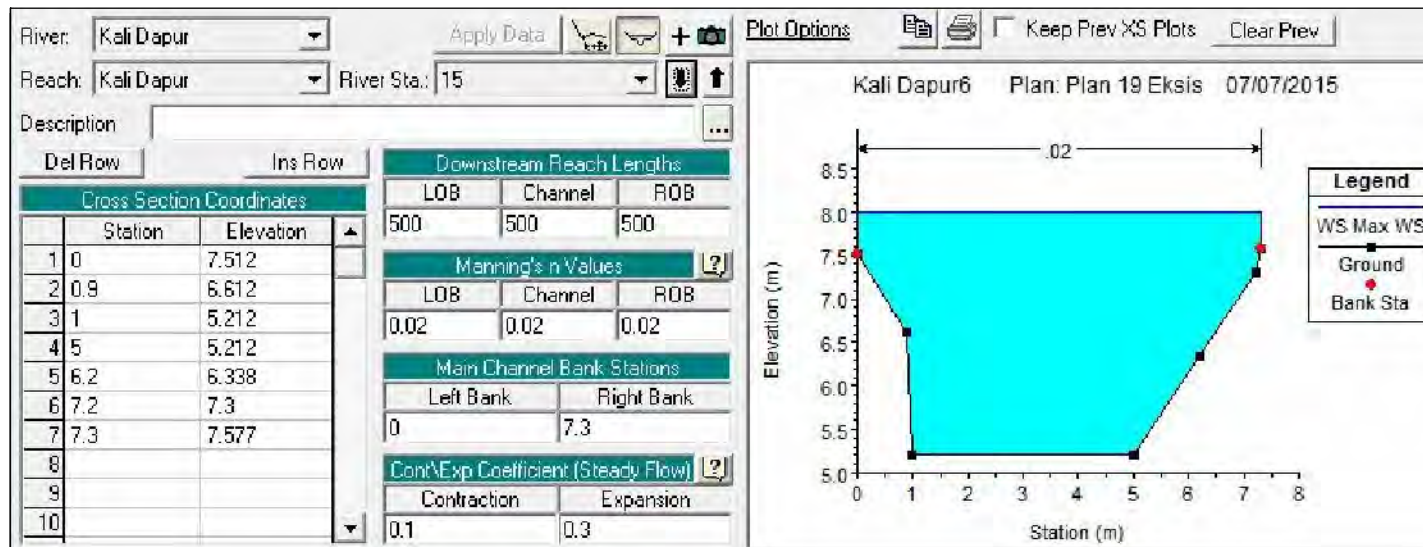 River: Kali Dapur Apply Data
Reach: Kali Dapur River Sta.: 15
Description ...
Del Row Ins Row
Cross Section Coordinates
Station Elevation
1 0 7.512
2 0.9 6.612
3 1 5.212
4 5 5.212
5 6.2 6.338
6 7.2 7.3
7 7.3 7.577
8
9
10
Downstream Reach Lengths
LOB Channel ROB
500 500 500
Manning's n Values ?
LOB Channel ROB
0.02 0.02 0.02
Main Channel Bank Stations
Left Bank Right Bank
0 7.3
Cont\Exp Coefficient (Steady Flow) ?
Contraction Expansion
0.1 0.3
Plot Options Keep Prev XS Plots Clear Prev
Kali Dapur6 Plan: Plan 19 Eksis 07/07/2015
.02
8.5
8.0
7.5
7.0
6.5
6.0
5.5
5.0
Elevation (m)
0 1 2 3 4 5 6 7 8
Station (m)
Legend
WS Max WS
Ground
Bank Sta